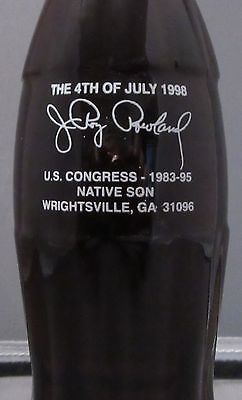 THE 4TH OF JULY 1998
J. Roy Rowland
U.S. CONGRESS - 1983-95
NATIVE SON
WRIGHTSVILLE, GA 31096